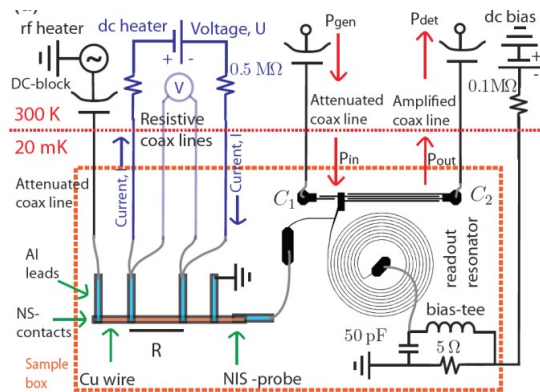 rf heater
dc heater
Voltage, U
P_gen
P_det
dc bias
+ -
+
-
DC-block
V
0.5 MΩ
0.1MΩ
300 K
20 mK
Resistive
coax lines
Attenuated
coax line
Amplified
coax line
Attenuated
coax line
Current, I
Current, I
P_in
P_out
C_1
C_2
Al
leads
readout
resonator
NS-
contacts
bias-tee
50 pF
5 Ω
R
Sample
box
Cu wire
NIS -probe